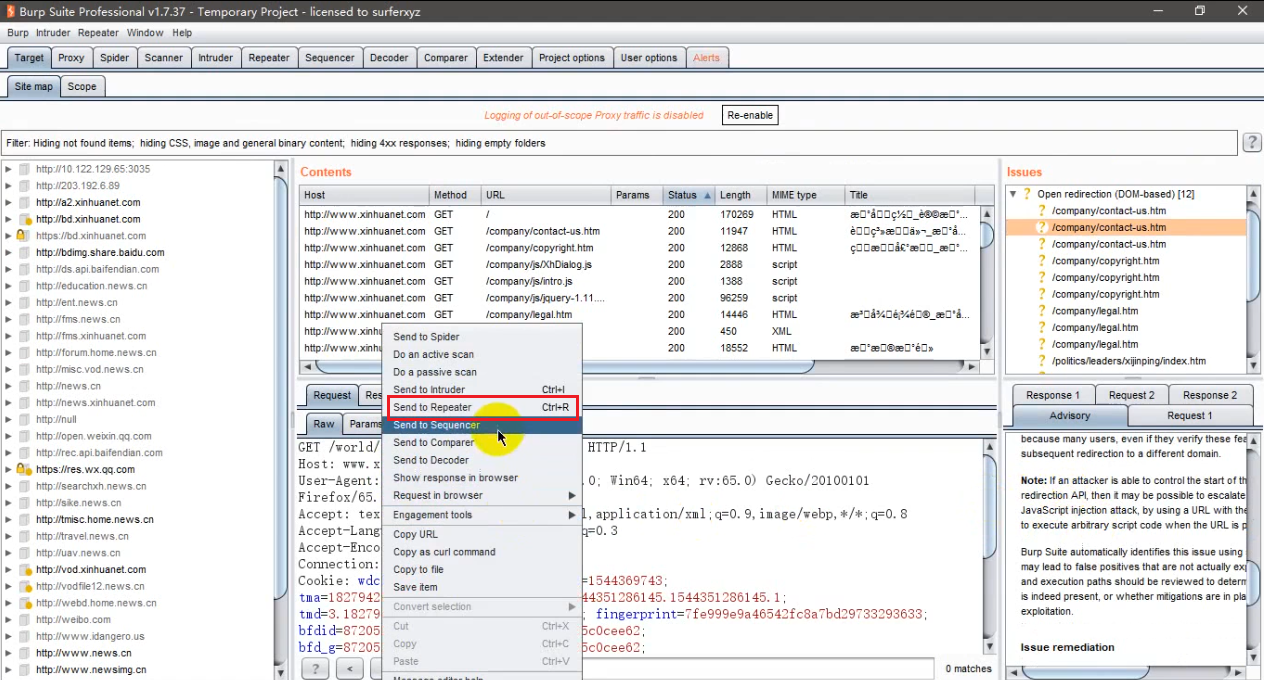 Burp Suite Professional v1.7.37 - Temporary Project - licensed to surferxyz
Burp Intruder Repeater Window Help
Target Proxy Spider Scanner Intruder Repeater Sequencer Decoder Comparer Extender Project options User options Alerts
Site map Scope
Logging of out-of-scope Proxy traffic is disabled Re-enable
Filter: Hiding not found items; hiding CSS, image and general binary content; hiding 4xx responses; hiding empty folders ?
http://10.122.129.65:3035
http://203.192.6.89
http://a2.xinhuanet.com
http://bd.xinhuanet.com
https://bd.xinhuanet.com
http://bdimg.share.baidu.com
http://ds.api.baifendian.com
http://education.news.cn
http://ent.news.cn
http://fms.news.cn
http://fms.xinhuanet.com
http://forum.home.news.cn
http://misc.home.news.cn
http://news.cn
http://news.xinhuanet.com
http://null
http://open.weixin.qq.com
http://rec.api.baifendian.com
https://res.wx.qq.com
http://searchxh.news.cn
http://sike.news.cn
http://tmisc.home.news.cn
http://travel.news.cn
http://uav.news.cn
http://vod.xinhuanet.com
http://vodfile12.news.cn
http://webd.home.news.cn
http://weibo.com
http://www.idangero.us
http://www.news.cn
http://www.newsimg.cn
Contents
Host Method URL Params Status Length MIME type Title
http://www.xinhuanet.com GET / 200 170269 HTML
http://www.xinhuanet.com GET /company/contact-us.htm 200 11947 HTML
http://www.xinhuanet.com GET /company/copyright.htm 200 12868 HTML
http://www.xinhuanet.com GET /company/js/XhDialog.js 200 2888 script
http://www.xinhuanet.com GET /company/js/intro.js 200 1388 script
http://www.xinhuanet.com GET /company/js/jquery-1.11.... 200 96259 script
http://www.xinhuanet.com GET /company/legal.htm 200 14446 HTML
http://www.xinhua 200 450 XML
http://www.xinhua 200 18552 HTML
Send to Spider
Do an active scan
Do a passive scan
Send to Intruder Ctrl+I
Send to Repeater Ctrl+R
Send to Sequencer
Send to Comparer
Send to Decoder
Show response in browser
Request in browser
Engagement tools
Copy URL
Copy as curl command
Copy to file
Save item
Convert selection
Cut Ctrl+X
Copy Ctrl+C
Paste Ctrl+V
Message editor help
Request Res
Raw Params
GET /world/ HTTP/1.1
Host: www.x
User-Agent: .0; Win64; x64; rv:65.0) Gecko/20100101
Firefox/65.
Accept: tex l,application/xml;q=0.9,image/webp,*/*;q=0.8
Accept-Lang q=0.3
Accept-Enco
Connection:
Cookie: wdc =1544369743;
tma=1827942 44351286145.1544351286145.1;
tmd=3.18279 ; fingerprint=7fe999e9a46542fc8a7bd29733293633;
bfdid=87205 5c0cee62;
bfd_g=87205 5c0cee62;
? < 0 matches
Issues
Open redirection (DOM-based) [12]
/company/contact-us.htm
/company/contact-us.htm
/company/contact-us.htm
/company/copyright.htm
/company/copyright.htm
/company/copyright.htm
/company/legal.htm
/company/legal.htm
/company/legal.htm
/politics/leaders/xijinping/index.htm
Response 1 Request 2 Response 2
Advisory Request 1
because many users, even if they verify these fea
subsequent redirection to a different domain.
Note: If an attacker is able to control the start of th
redirection API, then it may be possible to escalate
JavaScript injection attack, by using a URL with the
to execute arbitrary script code when the URL is p
Burp Suite automatically identifies this issue using
may lead to false positives that are not actually exp
and execution paths should be reviewed to determ
is indeed present, or whether mitigations are in pla
exploitation.
Issue remediation